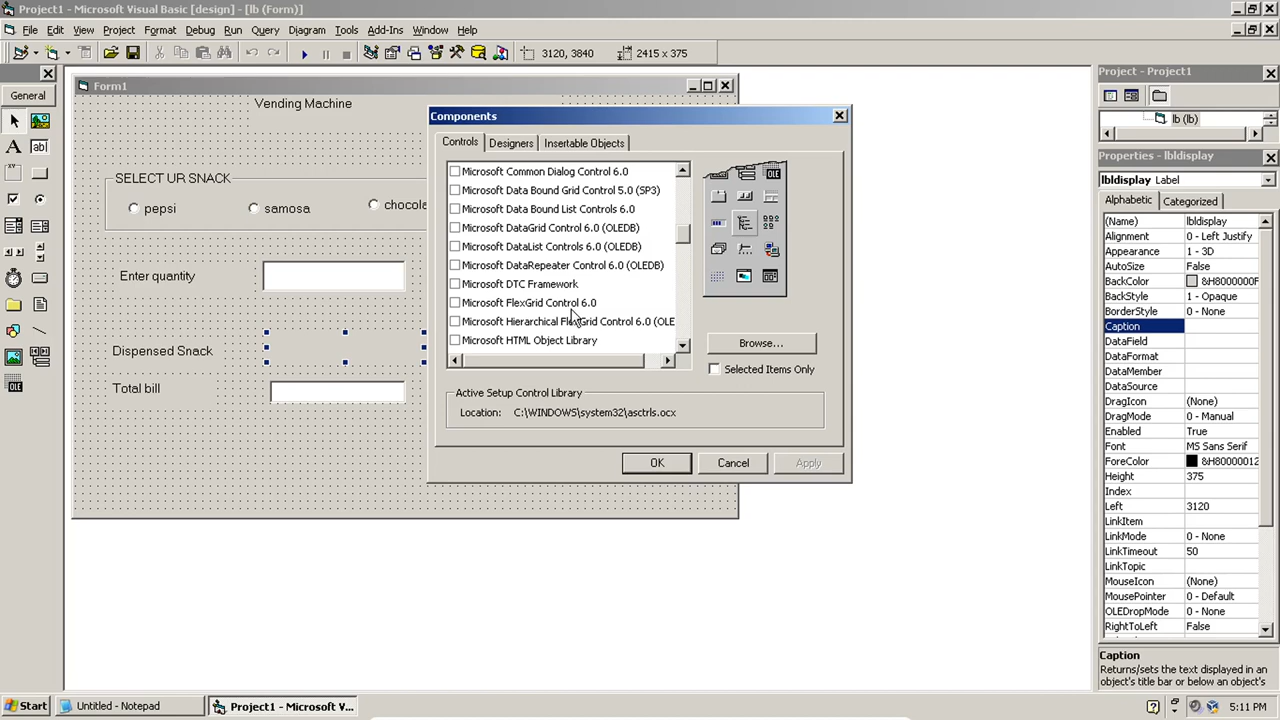 Project1 - Microsoft Visual Basic [design] - [lb (Form)]
File Edit View Project Format Debug Run Query Diagram Tools Add-Ins Window Help
3120, 3840 2415 x 375
General
Form1
Vending Machine
SELECT UR SNACK
pepsi samosa chocola
Enter quantity
Dispensed Snack
Total bill
Components
Controls Designers Insertable Objects
Microsoft Common Dialog Control 6.0
Microsoft Data Bound Grid Control 5.0 (SP3)
Microsoft Data Bound List Controls 6.0
Microsoft DataGrid Control 6.0 (OLEDB)
Microsoft DataList Controls 6.0 (OLEDB)
Microsoft DataRepeater Control 6.0 (OLEDB)
Microsoft DTC Framework
Microsoft FlexGrid Control 6.0
Microsoft Hierarchical FlexGrid Control 6.0 (OLE
Microsoft HTML Object Library
OLE
Browse...
Selected Items Only
Active Setup Control Library
Location: C:\WINDOWS\system32\asctrls.ocx
OK Cancel Apply
Project - Project1
lb (lb)
Properties - lbldisplay
lbldisplay Label
Alphabetic Categorized
(Name) lbldisplay
Alignment 0 - Left Justify
Appearance 1 - 3D
AutoSize False
BackColor &H8000000F
BackStyle 1 - Opaque
BorderStyle 0 - None
Caption
DataField
DataFormat
DataMember
DataSource
DragIcon (None)
DragMode 0 - Manual
Enabled True
Font MS Sans Serif
ForeColor &H80000012
Height 375
Index
Left 3120
LinkItem
LinkMode 0 - None
LinkTimeout 50
LinkTopic
MouseIcon (None)
MousePointer 0 - Default
OLEDropMode 0 - None
RightToLeft False
Caption
Returns/sets the text displayed in an object's title bar or below an object's
Start Untitled - Notepad Project1 - Microsoft V... 5:11 PM